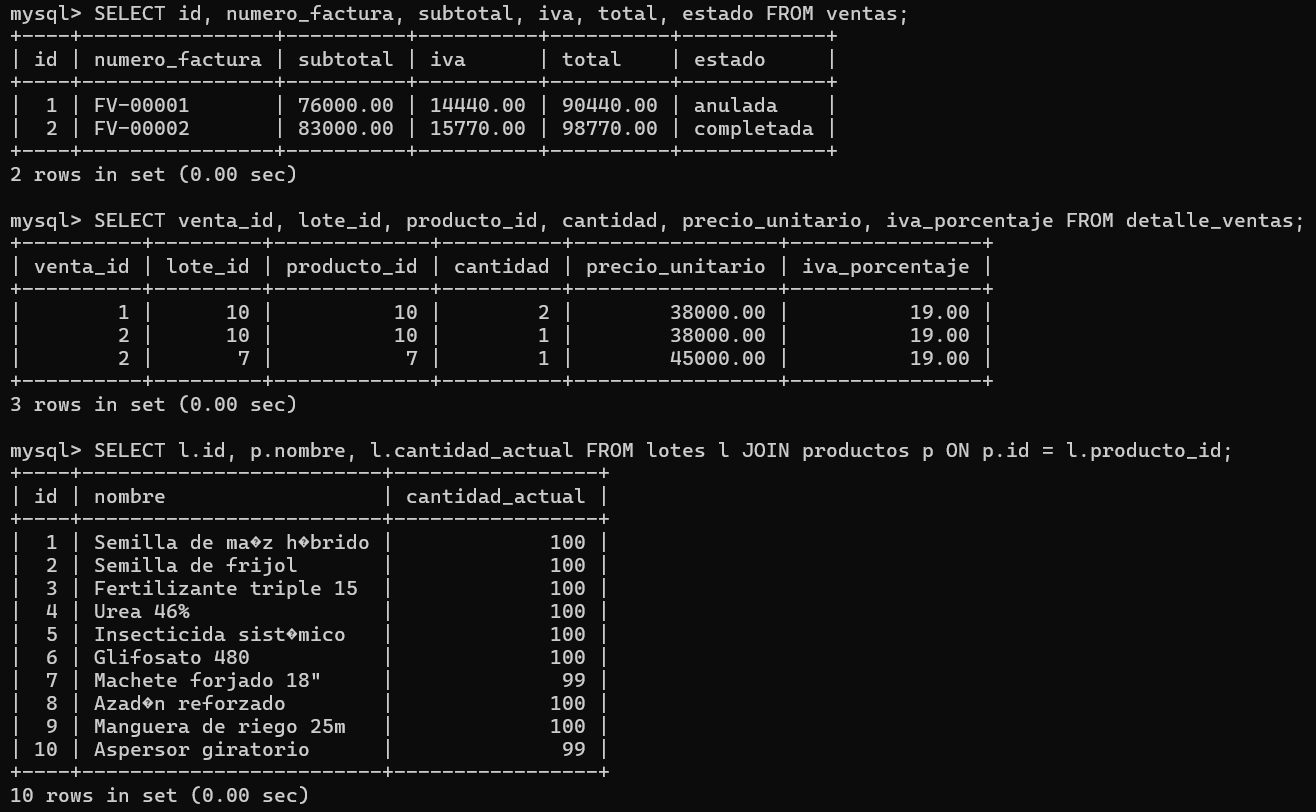 mysql> SELECT id, numero_factura, subtotal, iva, total, estado FROM ventas;
+----+----------------+----------+----------+----------+------------+
| id | numero_factura | subtotal | iva      | total    | estado     |
+----+----------------+----------+----------+----------+------------+
|  1 | FV-00001       | 76000.00 | 14440.00 | 90440.00 | anulada    |
|  2 | FV-00002       | 83000.00 | 15770.00 | 98770.00 | completada |
+----+----------------+----------+----------+----------+------------+
2 rows in set (0.00 sec)

mysql> SELECT venta_id, lote_id, producto_id, cantidad, precio_unitario, iva_porcentaje FROM detalle_ventas;
+----------+---------+-------------+----------+-----------------+----------------+
| venta_id | lote_id | producto_id | cantidad | precio_unitario | iva_porcentaje |
+----------+---------+-------------+----------+-----------------+----------------+
|        1 |      10 |          10 |        2 |        38000.00 |          19.00 |
|        2 |      10 |          10 |        1 |        38000.00 |          19.00 |
|        2 |       7 |           7 |        1 |        45000.00 |          19.00 |
+----------+---------+-------------+----------+-----------------+----------------+
3 rows in set (0.00 sec)

mysql> SELECT l.id, p.nombre, l.cantidad_actual FROM lotes l JOIN productos p ON p.id = l.producto_id;
+----+-------------------------+-----------------+
| id | nombre                  | cantidad_actual |
+----+-------------------------+-----------------+
|  1 | Semilla de ma�z h�brido |             100 |
|  2 | Semilla de frijol       |             100 |
|  3 | Fertilizante triple 15  |             100 |
|  4 | Urea 46%                |             100 |
|  5 | Insecticida sist�mico   |             100 |
|  6 | Glifosato 480           |             100 |
|  7 | Machete forjado 18"     |              99 |
|  8 | Azad�n reforzado        |             100 |
|  9 | Manguera de riego 25m   |             100 |
| 10 | Aspersor giratorio      |              99 |
+----+-------------------------+-----------------+
10 rows in set (0.00 sec)